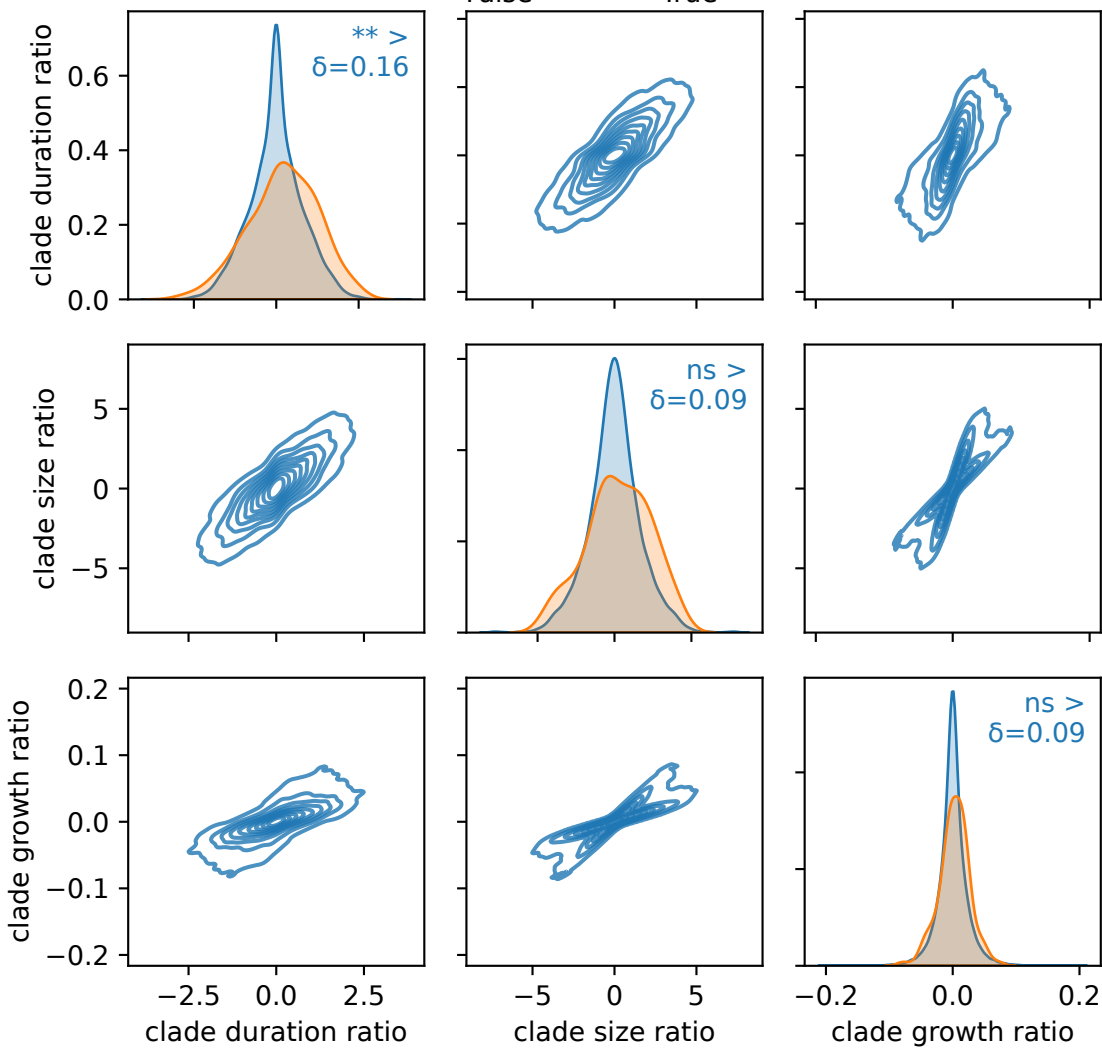 False True
clade duration ratio
0.6
0.4
0.2
0.0
** >
δ=0.16
clade size ratio
5
0
−5
ns >
δ=0.09
clade growth ratio
0.2
0.1
0.0
−0.1
−0.2
ns >
δ=0.09
−2.5 0.0 2.5
−5 0 5
−0.2 0.0 0.2
clade duration ratio
clade size ratio
clade growth ratio